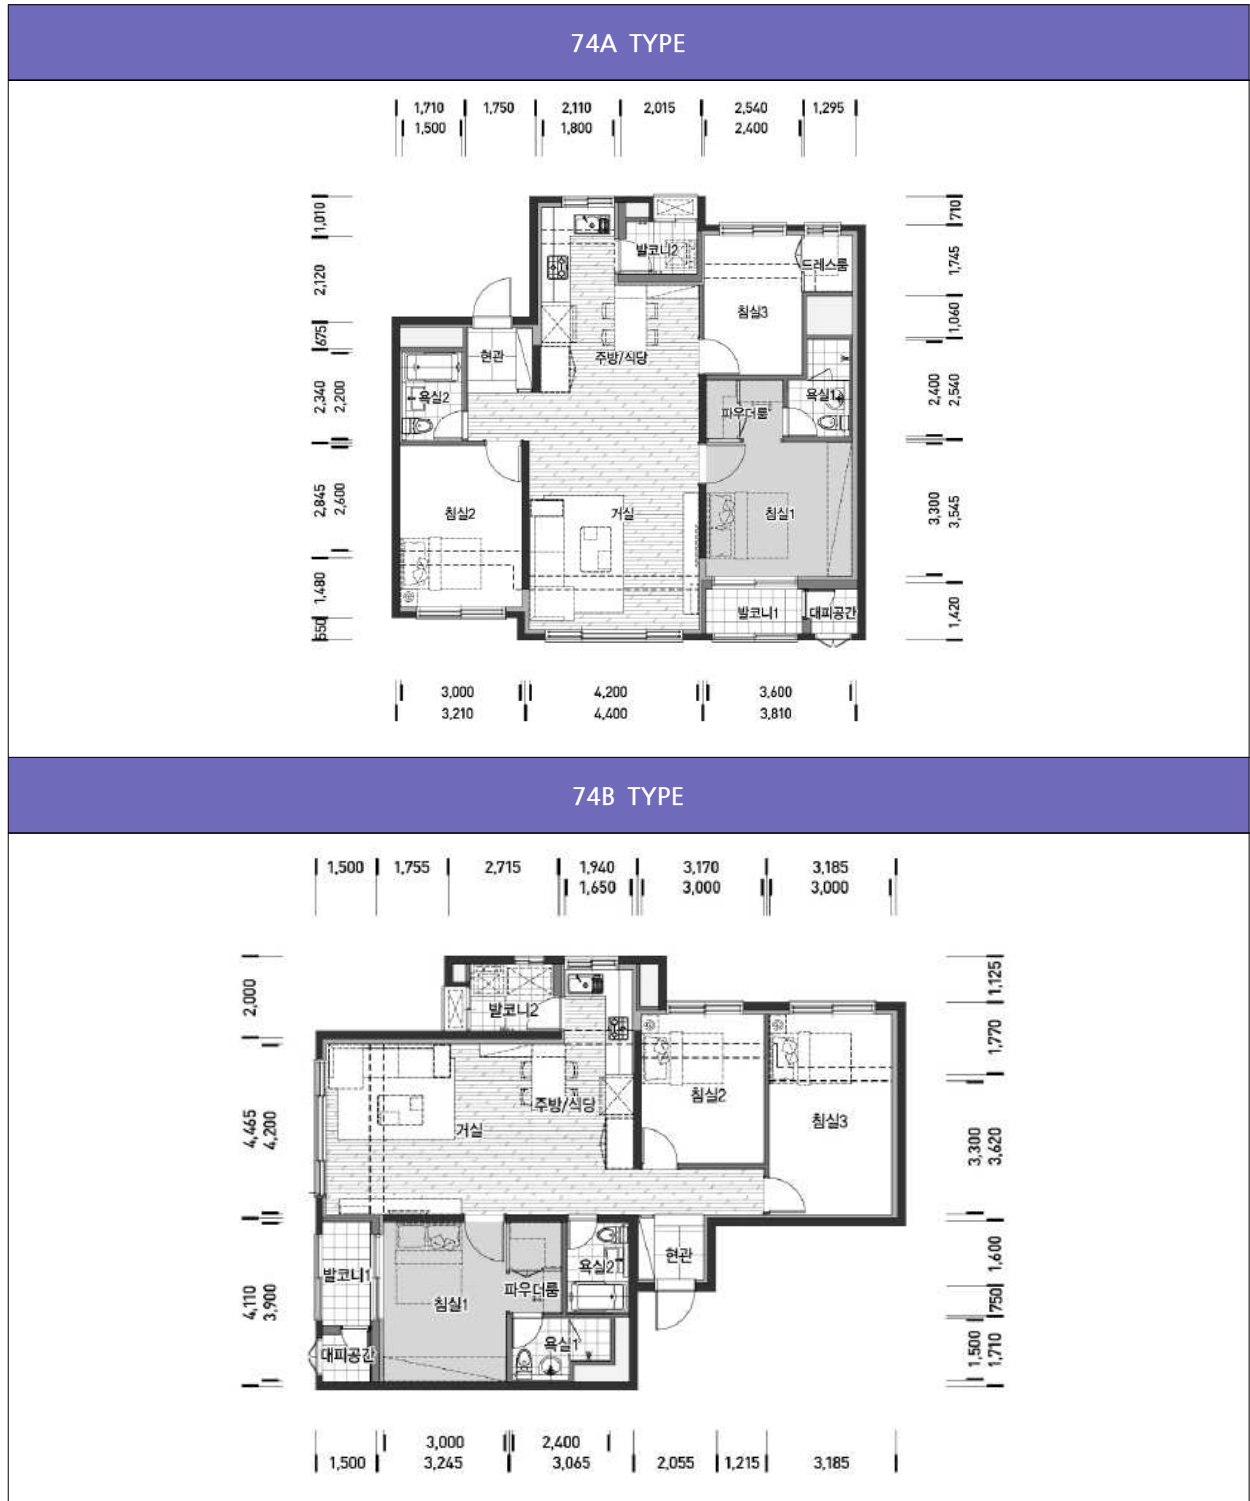 74A TYPE
1,710 1,750 2,110 2,015 2,540 1,295
1,500 1,800 2,400
1,010
2,120
675
2,340
2,200
2,845
2,600
1,480
550
710
1,745
1,060
2,400
2,540
3,300
3,545
1,420
발코니2
드레스룸
침실3
현관
주방/식당
욕실2
욕실1
파우더룸
침실2
거실
침실1
발코니1
대피공간
3,000 4,200 3,600
3,210 4,400 3,810
74B TYPE
1,500 1,755 2,715 1,940 3,170 3,185
1,650 3,000 3,000
2,000
4,465
4,200
4,110
3,900
1,125
1,770
3,300
3,620
1,600
750
1,500
1,710
발코니2
침실2
주방/식당
침실3
거실
현관
욕실2
발코니1
파우더룸
침실1
욕실1
대피공간
3,000 2,400
1,500 3,245 3,065 2,055 1,215 3,185